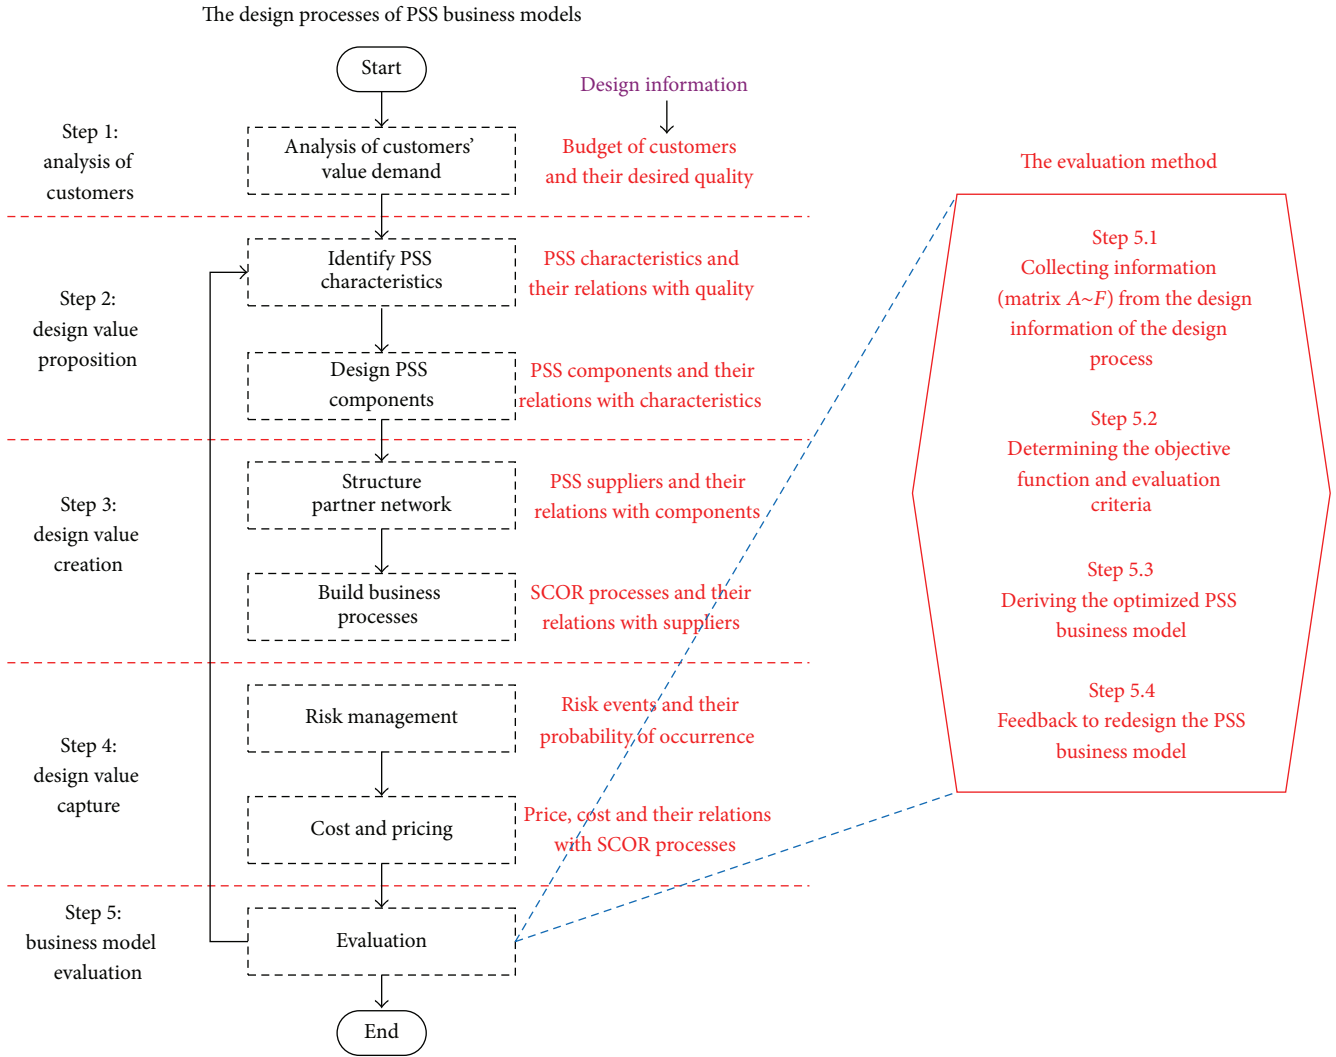 The design processes of PSS business models
Start
Design information
Step 1:
analysis of
customers
Analysis of customers'
value demand
Budget of customers
and their desired quality
Step 2:
design value
proposition
Identify PSS
characteristics
PSS characteristics and
their relations with quality
Design PSS
components
PSS components and their
relations with characteristics
Step 3:
design value
creation
Structure
partner network
PSS suppliers and their
relations with components
Build business
processes
SCOR processes and their
relations with suppliers
Step 4:
design value
capture
Risk management
Risk events and their
probability of occurrence
Cost and pricing
Price, cost and their relations
with SCOR processes
Step 5:
business model
evaluation
Evaluation
End
The evaluation method
Step 5.1
Collecting information
(matrix A~F) from the design
information of the design
process
Step 5.2
Determining the objective
function and evaluation
criteria
Step 5.3
Deriving the optimized PSS
business model
Step 5.4
Feedback to redesign the PSS
business model